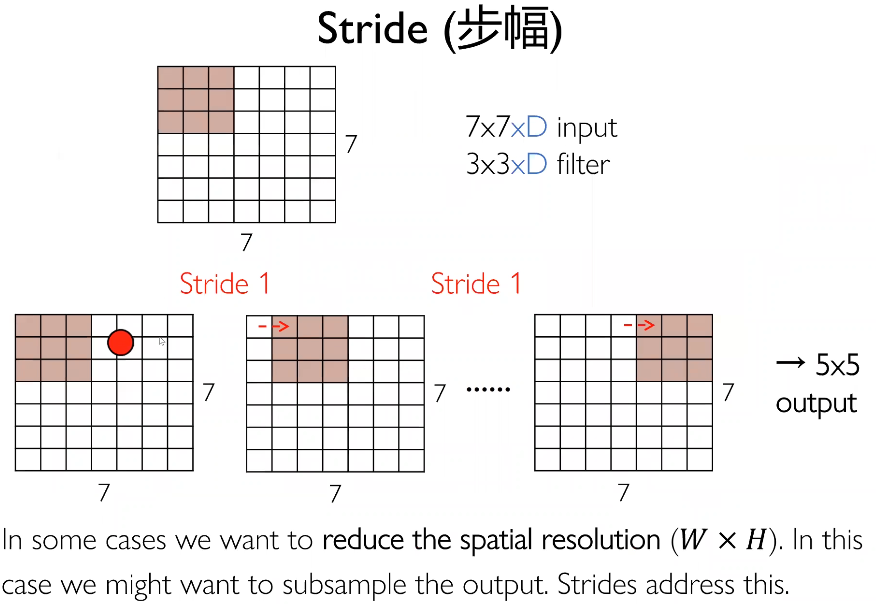 Stride (步幅)
7x7xD input
3x3xD filter
7
7
Stride 1
Stride 1
7
7
......
7
→ 5x5
output
7
7
7
In some cases we want to reduce the spatial resolution (W × H). In this
case we might want to subsample the output. Strides address this.